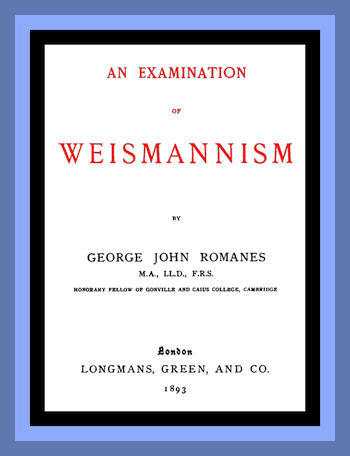 AN EXAMINATION
OF
WEISMANNISM
BY
GEORGE JOHN ROMANES
M.A., LL.D., F.R.S.
HONORARY FELLOW OF GONVILLE AND CAIUS COLLEGE, CAMBRIDGE
London
LONGMANS, GREEN, AND CO.
1893